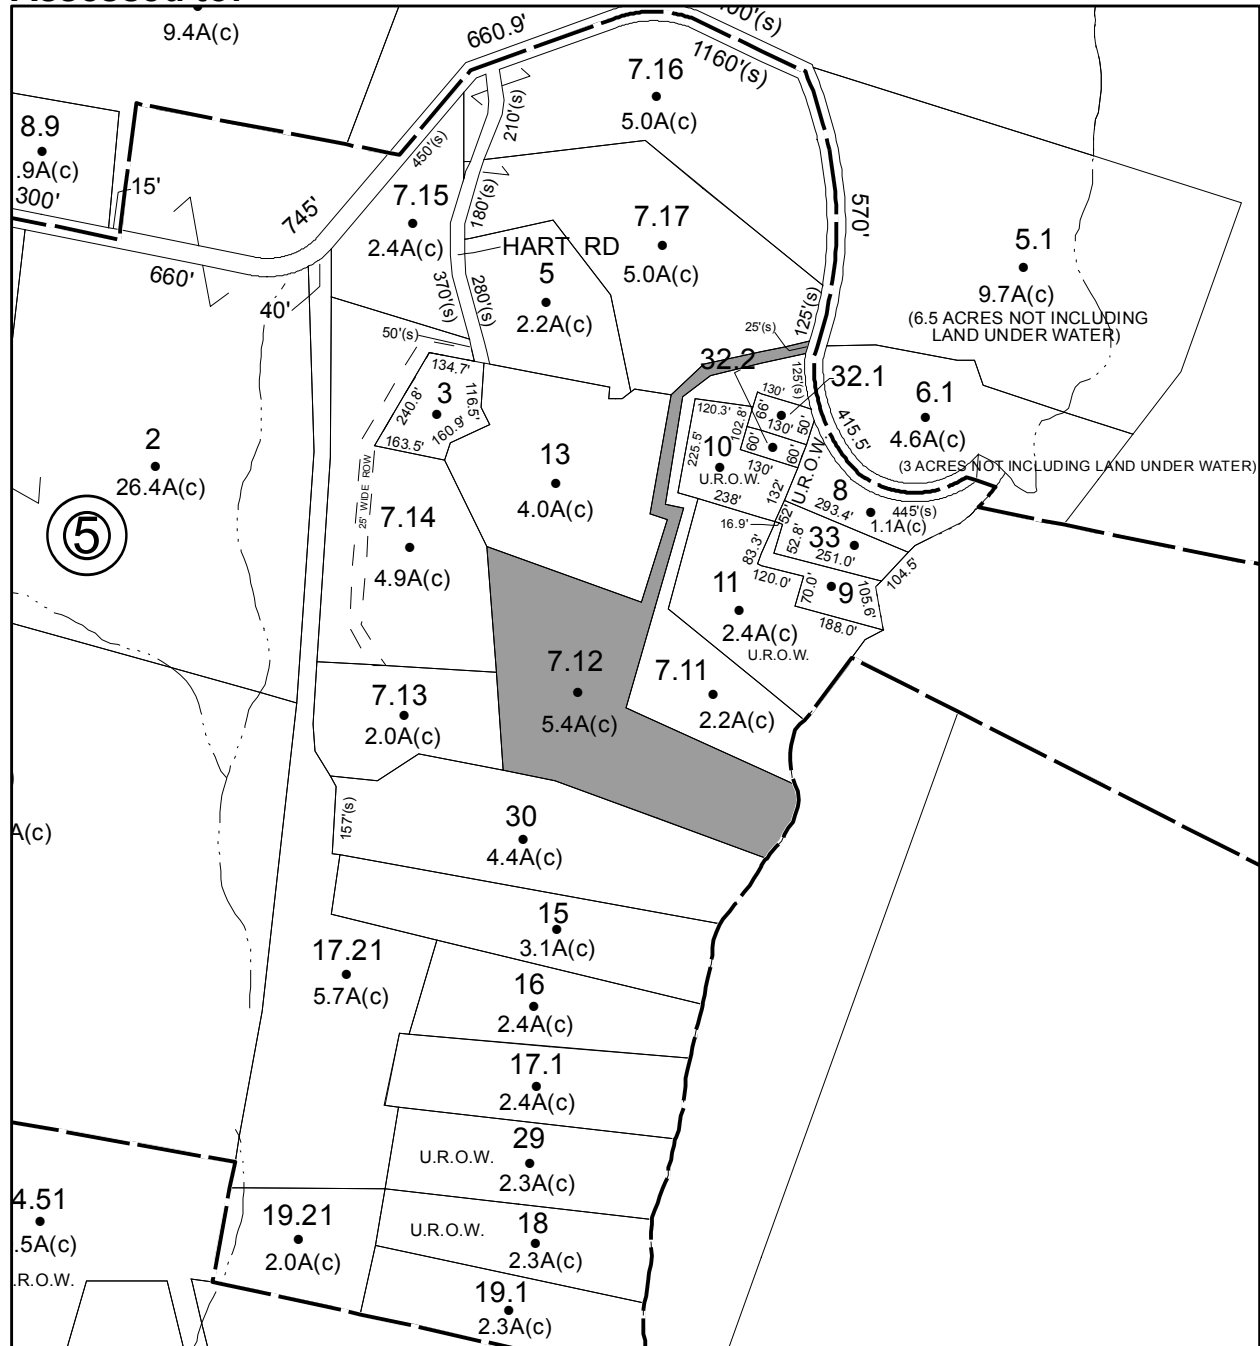 9.4A(c)
660.9'
00'(s)
1160'(s)
7.16
5.0A(c)
8.9
.9A(c)
300'
15'
745'
660'
40'
450'(s)
210'(s)
180'(s)
7.15
2.4A(c)
HART RD
370'(s)
280'(s)
7.17
5.0A(c)
5
2.2A(c)
570'
5.1
9.7A(c)
(6.5 ACRES NOT INCLUDING
LAND UNDER WATER)
125'(s)
25'(s)
50'(s)
32.2
32.1
125'(s)
6.1
4.6A(c)
(3 ACRES NOT INCLUDING LAND UNDER WATER)
415.5'
134.7'
3
116.5'
240.8'
160.9'
163.5'
120.3'
102.8'
130'
66'
50'
130'
60'
60'
130'
132'
225.5'
10
U.R.O.W.
238'
U.R.O.W.
2
26.4A(c)
5
25' WIDE ROW
13
4.0A(c)
8
293.4'
1.1A(c)
445'(s)
7.14
4.9A(c)
16.9'
52'
52.8'
33
251.0'
83.3'
120.0'
70.0'
9
105.6'
104.5'
188.0'
11
2.4A(c)
U.R.O.W.
7.12
5.4A(c)
7.11
2.2A(c)
7.13
2.0A(c)
157'(s)
30
4.4A(c)
A(c)
15
3.1A(c)
17.21
5.7A(c)
16
2.4A(c)
17.1
2.4A(c)
29
U.R.O.W.
2.3A(c)
4.51
.5A(c)
.R.O.W.
19.21
2.0A(c)
18
U.R.O.W.
2.3A(c)
19.1
2.3A(c)